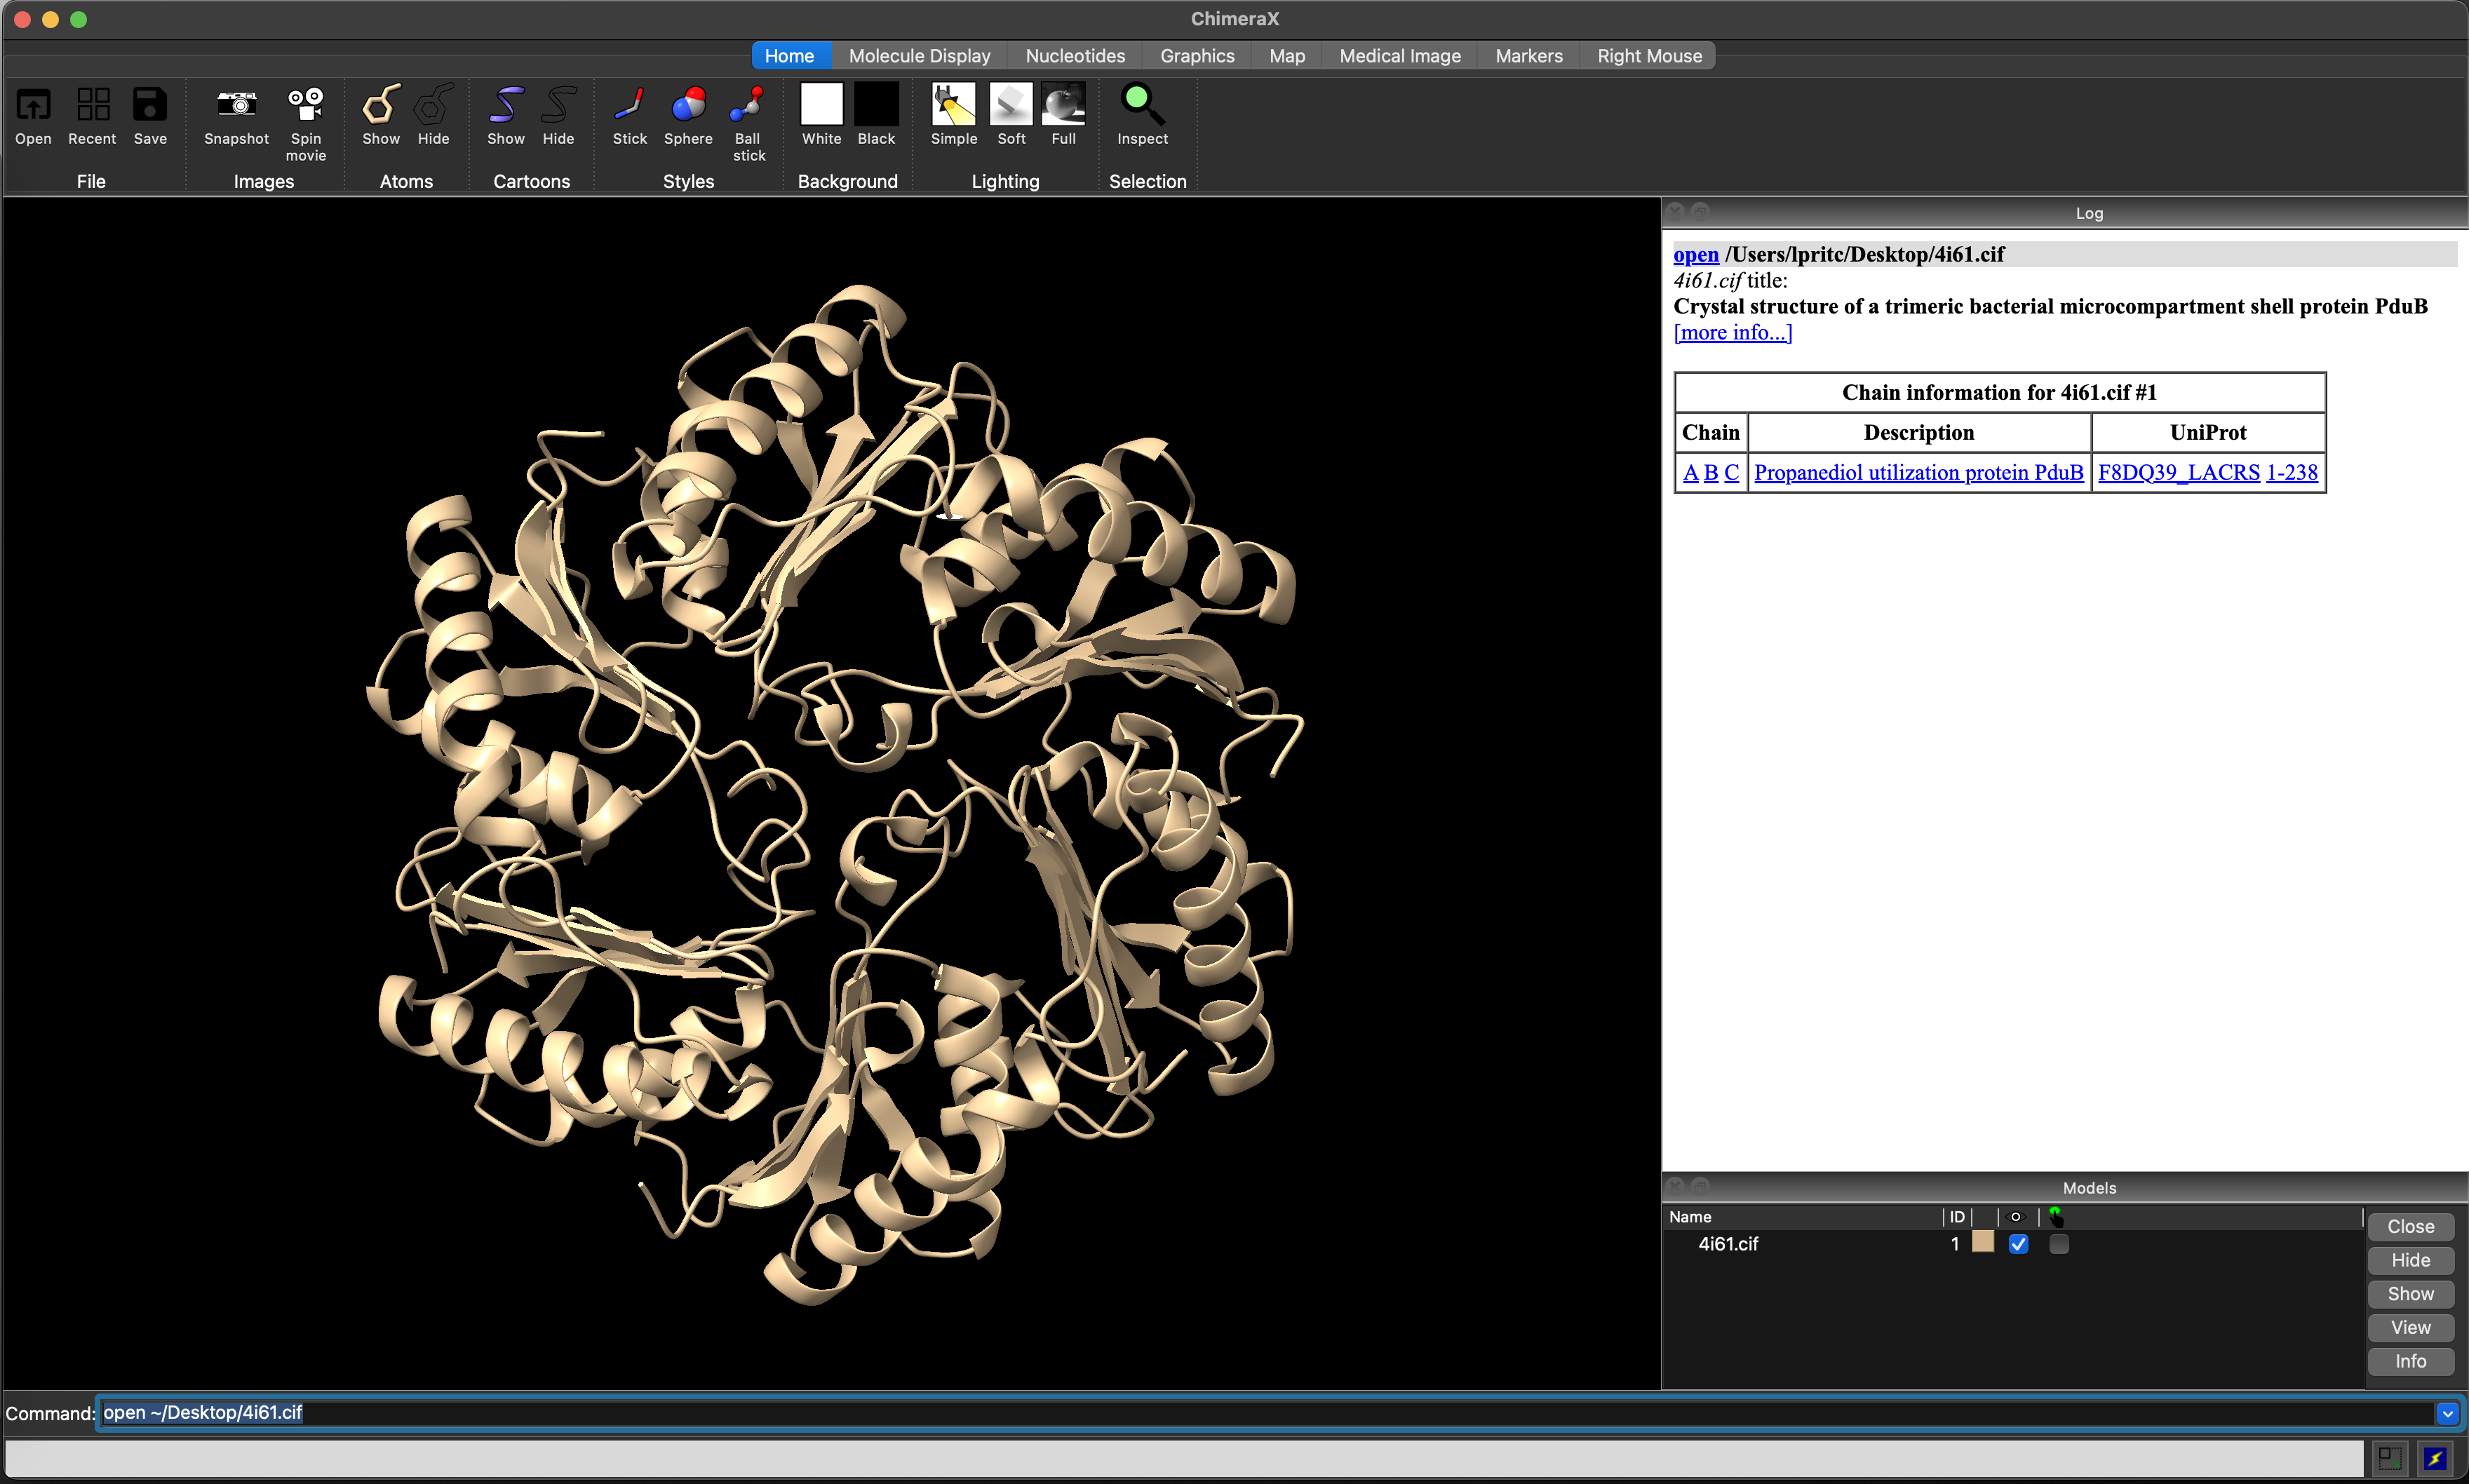 ChimeraX
Home Molecule Display Nucleotides Graphics Map Medical Image Markers Right Mouse
Open Recent Save Snapshot Spin movie Show Hide Show Hide Stick Sphere Ball stick White Black Simple Soft Full Inspect
File Images Atoms Cartoons Styles Background Lighting Selection
Log
open /Users/lpritc/Desktop/4i61.cif
4i61.cif title:
Crystal structure of a trimeric bacterial microcompartment shell protein PduB
[more info...]
Chain information for 4i61.cif #1
Chain Description UniProt
A B C Propanediol utilization protein PduB F8DQ39_LACRS 1-238
Models
Name ID
4i61.cif 1
Close
Hide
Show
View
Info
Command: open ~/Desktop/4i61.cif